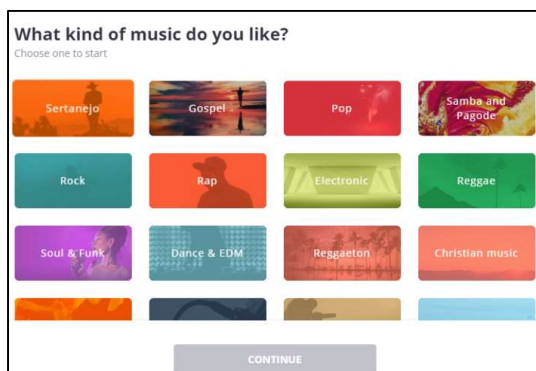 What kind of music do you like?
Choose one to start
Sertanejo
Gospel
Pop
Samba and
Pagode
Rock
Rap
Electronic
Reggae
Soul & Funk
Dance & EDM
Reggaeton
Christian music
CONTINUE